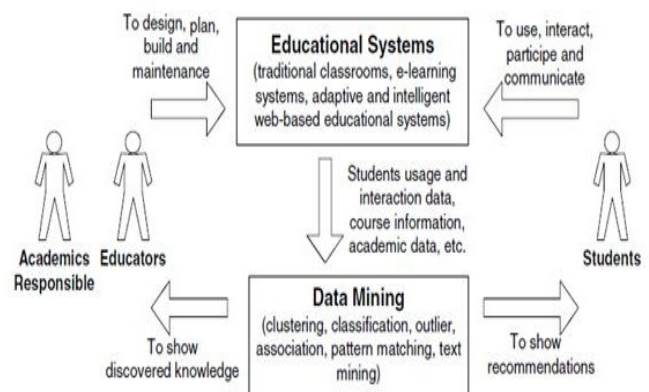 To design, plan,
build and
maintenance
Educational Systems
(traditional classrooms, e-learning
systems, adaptive and intelligent
web-based educational systems)
To use, interact,
participe and
communicate
Students usage and
interaction data,
course information,
academic data, etc.
Academics
Responsible
Educators
Students
Data Mining
(clustering, classification, outlier,
association, pattern matching, text
mining)
To show
discovered knowledge
To show
recommendations